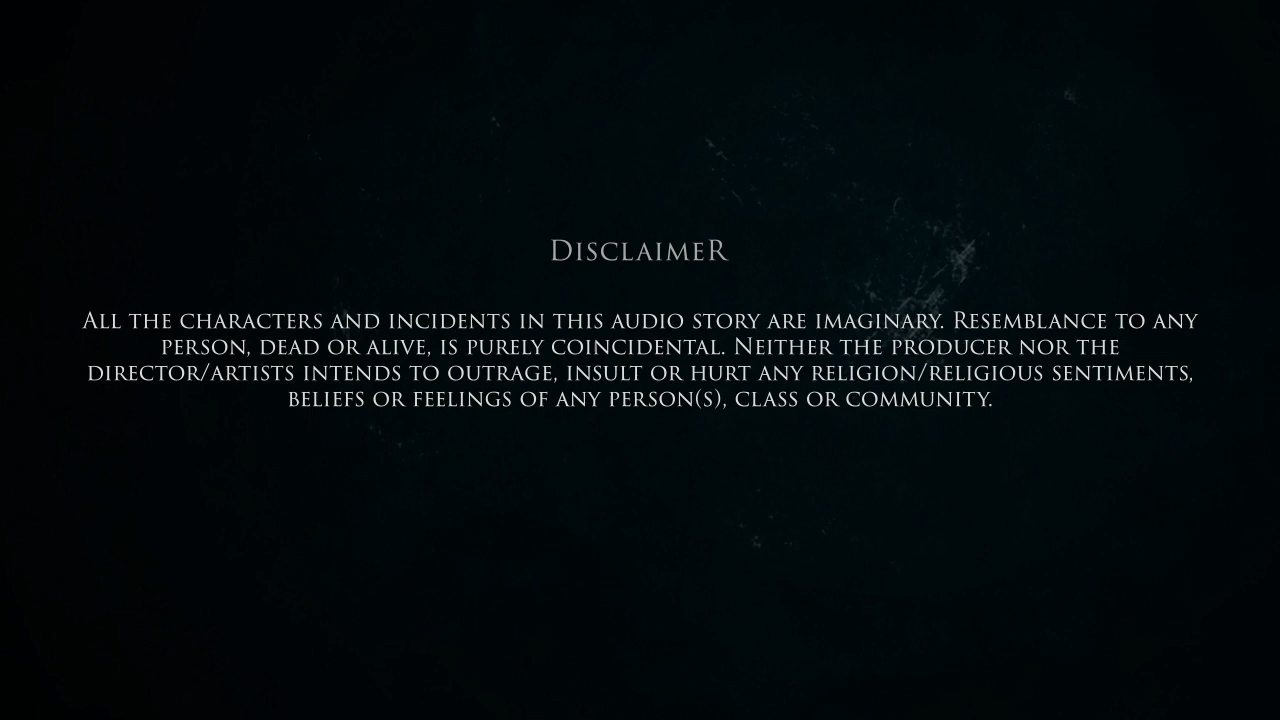 DisclaimeR
All the characters and incidents in this audio story are imaginary. Resemblance to any
person, dead or alive, is purely coincidental. Neither the producer nor the
director/artists intends to outrage, insult or hurt any religion/religious sentiments,
beliefs or feelings of any person(s), class or community.